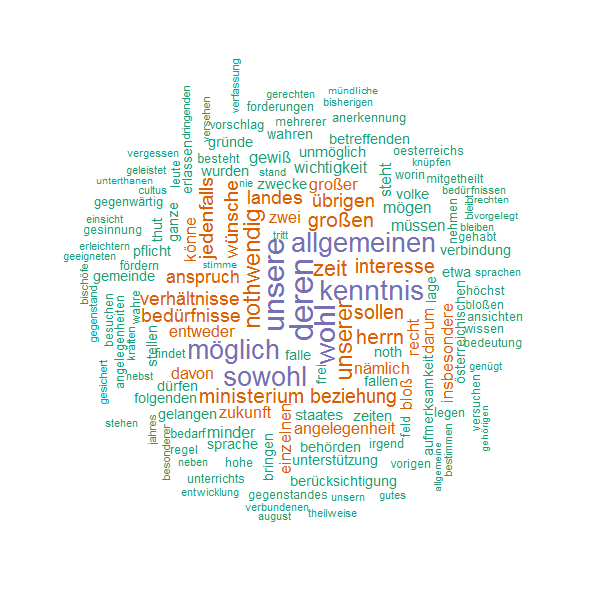 mündliche
gerechten
bisherigen
verfassung
forderungen
dringenden
versehen
vorschlag
mehrerer
anerkennung
wahren
gründe
betreffenden
vergessen
besteht
gewiß
unmöglich
oesterreichs
geleistet
leute
erlassen
wurden
stand
wichtigkeit
steht
worin
knüpfen
unterthanen
nie
zwecke
großer
mitgetheilt
cultus
jedenfalls
wünsche
landes
volke
bedürfnissen
gegenwärtig
ganze
zwei
übrigen
mögen
nehmen
bleibt
rechten
einsicht
thut
könne
nothwendig
großen
müssen
vorgelegt
gesinnung
tritt
bleiben
erleichtern
pflicht
unsere
deren
allgemeinen
verbindung
gehabt
geeigneten
stimme
fördern
gemeinde
anspruch
zeit
interesse
etwa
sprachen
bischöfe
wahre
verhältnisse
wohl
kenntnis
lage
höchst
gegenstand
besuchen
angelegenheiten
bedürfnisse
unserer
sollen
österreichischen
bloßen
ansichten
kräften
stellen
entweder
herrn
recht
darum
insbesondere
wissen
bedeutung
findet
möglich
falle
noth
gesichert
nebst
davon
sowohl
frei
nämlich
aufmerksamkeit
genügt
dürfen
fallen
bloß
versuchen
folgenden
ministerium
beziehung
stehen
jahres
gelangen
zukunft
staates
zeiten
feld
legen
gehörigen
bedarf
minder
einzelnen
angelegenheit
besonderer
regel
sprache
bringen
behörden
irgend
bestimmen
neben
hohe
unterstützung
vorigen
allgemeine
unterrichts
berücksichtigung
entwicklung
gegenstandes
unsern
gutes
verbundenen
august
theilweise